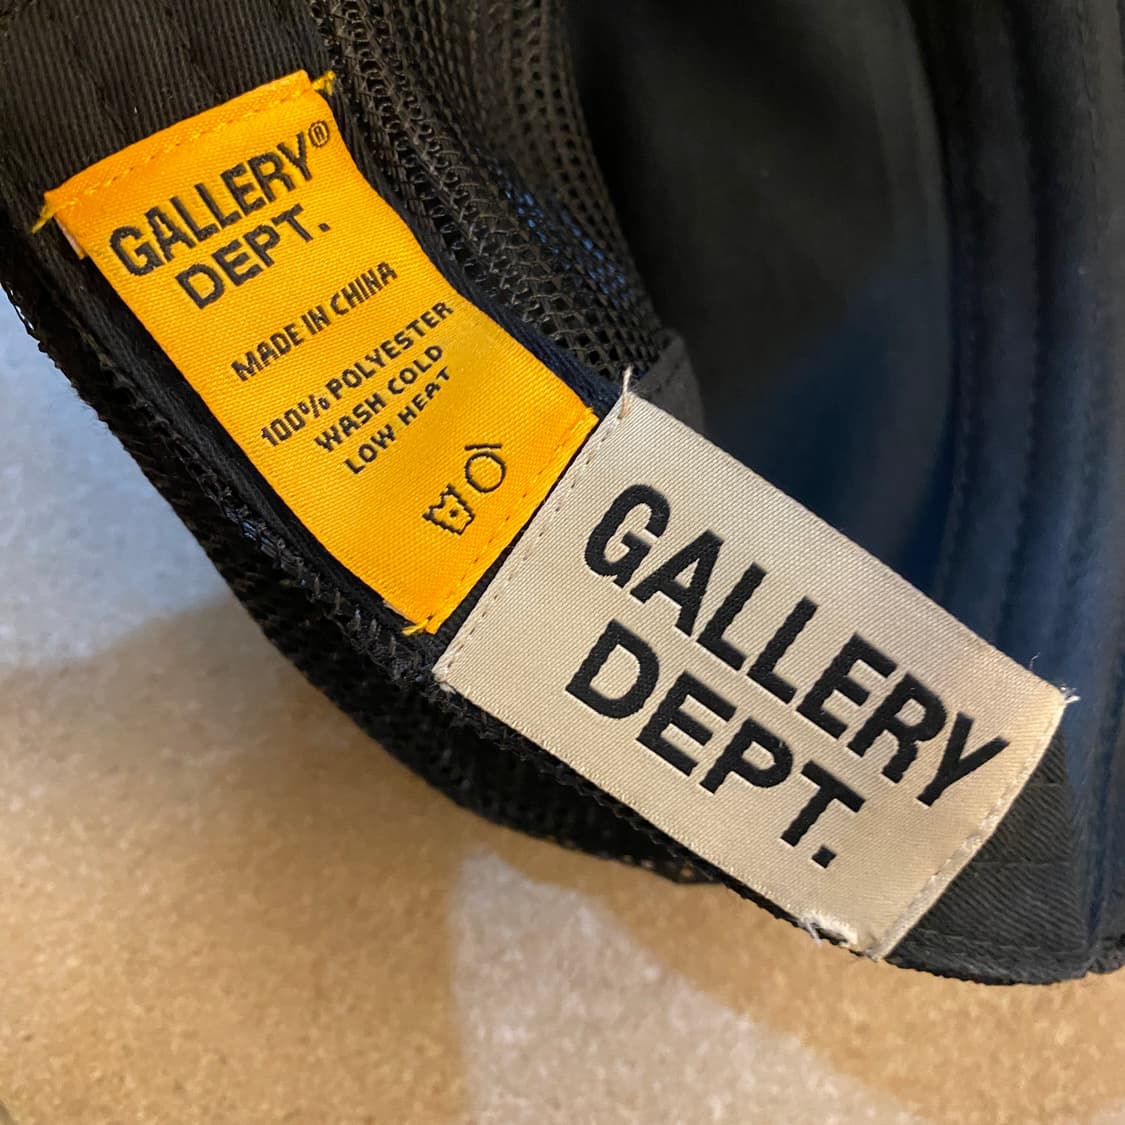 GALLERY®
DEPT.
MADE IN CHINA
100% POLYESTER
WASH COLD
LOW HEAT
GALLERY
DEPT.